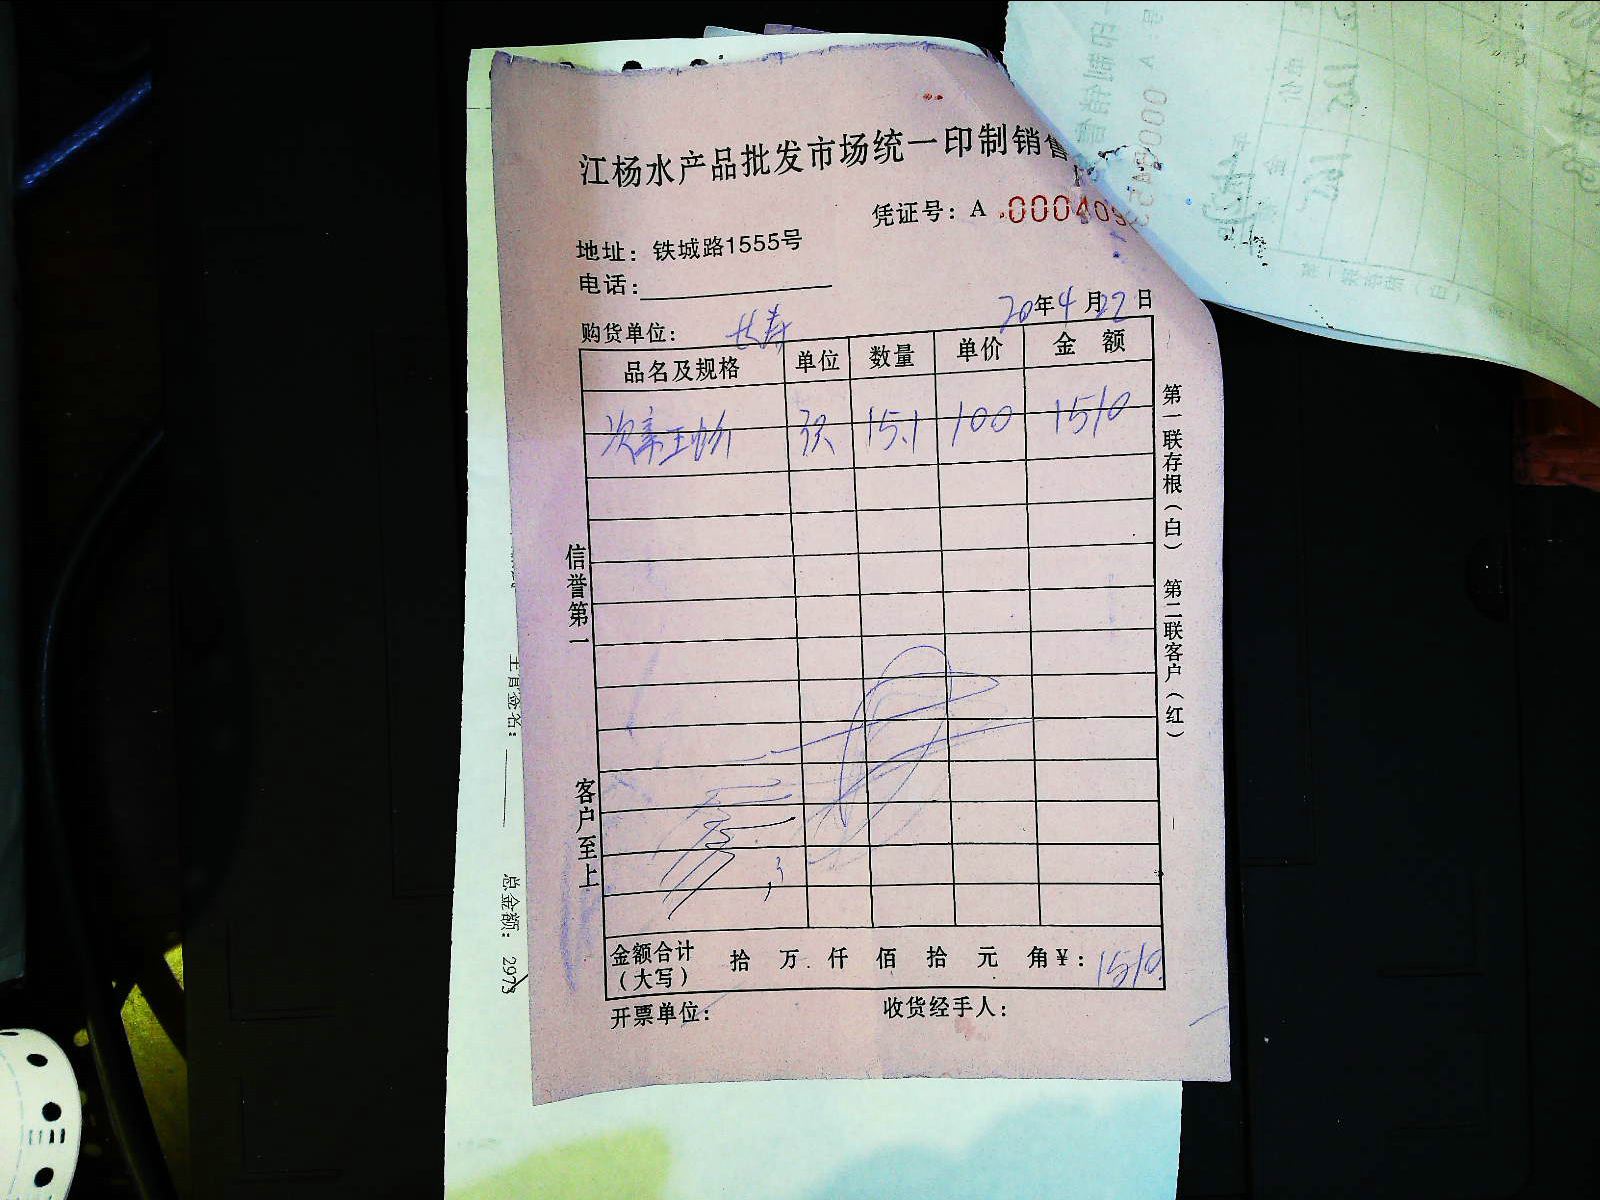 江杨水产品批发市场统一印制销售
凭证号：A 000409
地址：铁城路1555号
电话：
20年4月22日
购货单位：长寿
品名及规格 单位 数量 单价 金 额
15.1 100 1510
信誉第一
客户至上
第一联存根（白） 第二联客户（红）
金额合计（大写） 拾 万 仟 佰 拾 元 角¥：1510
开票单位： 收货经手人：
总金额： 2973